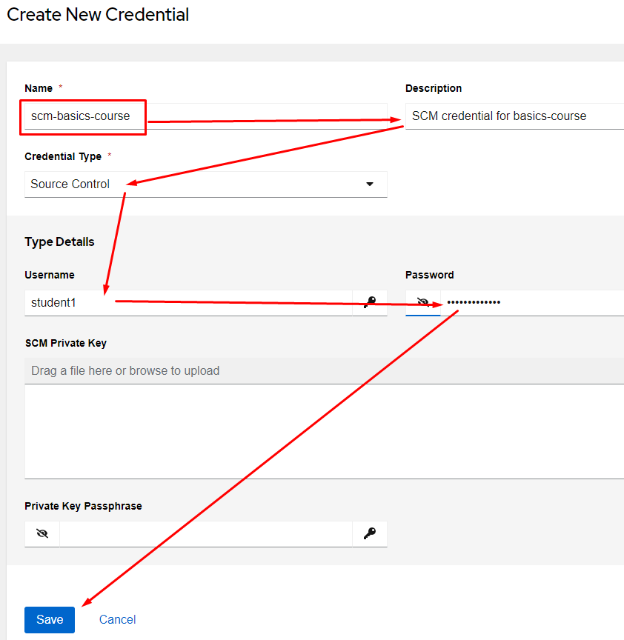 Create New Credential
Name *
Description
scm-basics-course
SCM credential for basics-course
Credential Type *
Source Control
Type Details
Username
Password
student1
•••••••••••••
SCM Private Key
Drag a file here or browse to upload
Private Key Passphrase
Save
Cancel